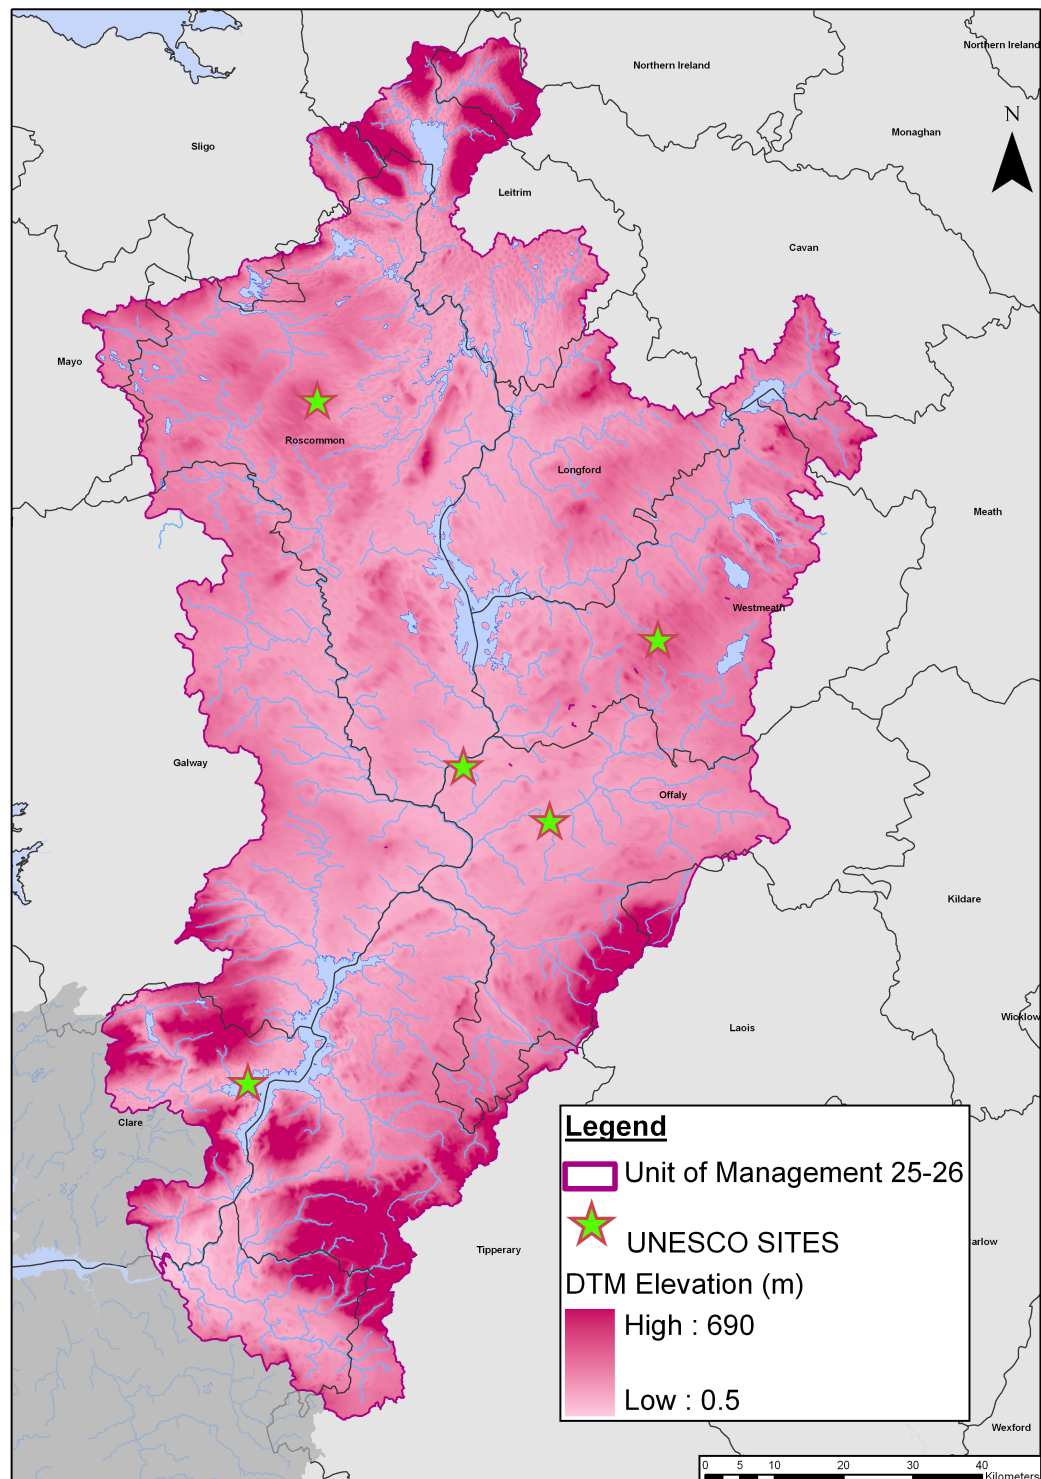 Northern Ireland
Northern Ireland
N
Monaghan
Sligo
Leitrim
Cavan
Mayo
Roscommon
Longford
Meath
Westmeath
Galway
Offaly
Kildare
Wicklow
Laois
Clare
Tipperary
arlow
Wexford
Legend
Unit of Management 25-26
UNESCO SITES
DTM Elevation (m)
High : 690
Low : 0.5
0 5 10 20 30 40
Kilometers